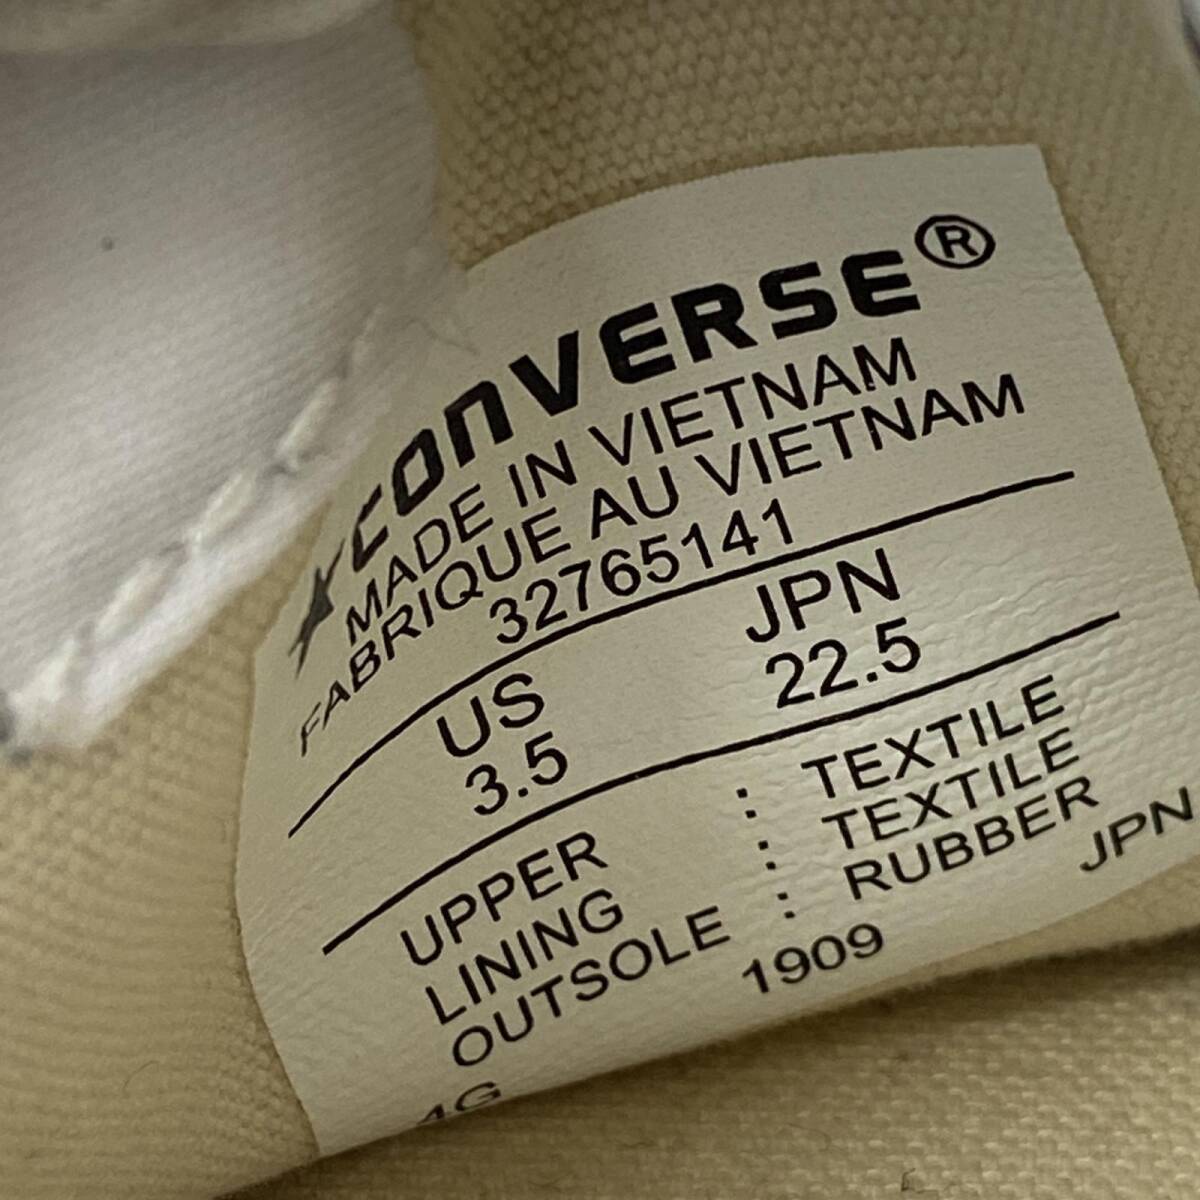 CONVERSE®
MADE IN VIETNAM
FABRIQUE AU VIETNAM
32765141
US JPN
3.5 22.5
UPPER : TEXTILE
LINING : TEXTILE
OUTSOLE : RUBBER
4G 1909 JPN